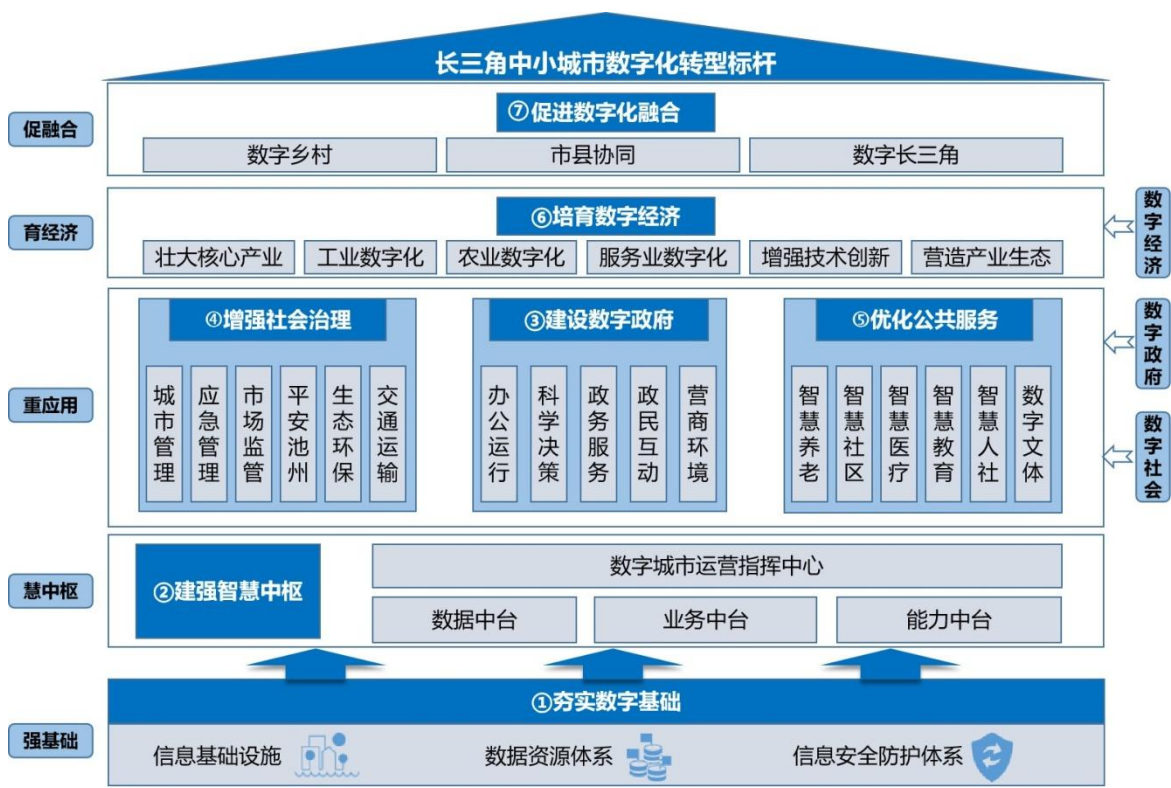 长三角中小城市数字化转型标杆
促融合
⑦促进数字化融合
数字乡村
市县协同
数字长三角
育经济
⑥培育数字经济
壮大核心产业
工业数字化
农业数字化
服务业数字化
增强技术创新
营造产业生态
数字经济
重应用
④增强社会治理
城市管理
应急管理
市场监管
平安池州
生态环保
交通运输
③建设数字政府
办公运行
科学决策
政务服务
政民互动
营商环境
⑤优化公共服务
智慧养老
智慧社区
智慧医疗
智慧教育
智慧人社
数字文体
数字政府
数字社会
慧中枢
②建强智慧中枢
数字城市运营指挥中心
数据中台
业务中台
能力中台
强基础
①夯实数字基础
信息基础设施
数据资源体系
信息安全防护体系